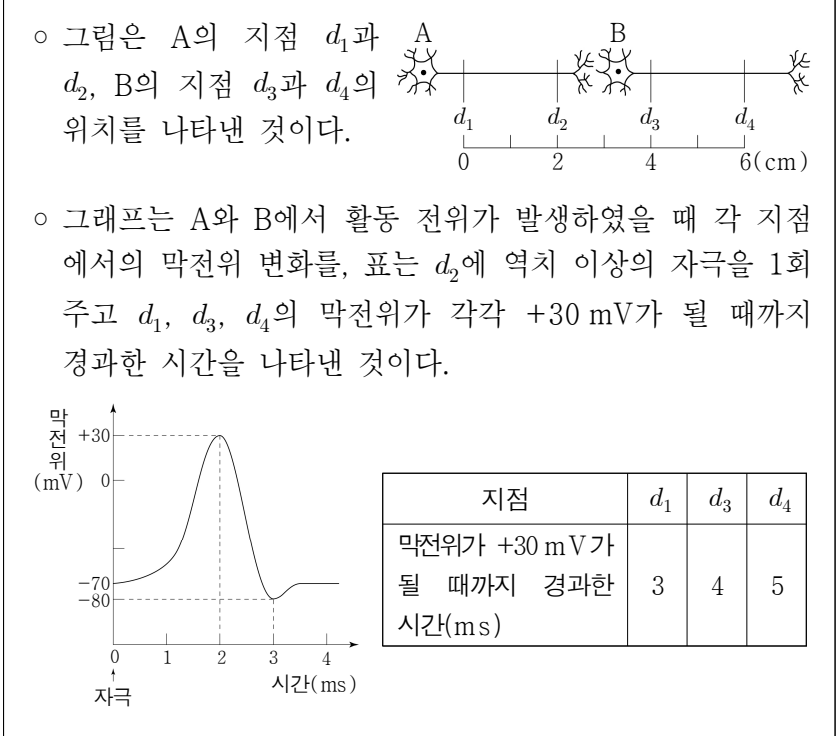 ○ 그림은 A의 지점 d₁과
d₂, B의 지점 d₃과 d₄의
위치를 나타낸 것이다.
A B
d₁ d₂ d₃ d₄
0 2 4 6(cm)
○ 그래프는 A와 B에서 활동 전위가 발생하였을 때 각 지점
에서의 막전위 변화를, 표는 d₂에 역치 이상의 자극을 1회
주고 d₁, d₃, d₄의 막전위가 각각 +30 mV가 될 때까지
경과한 시간을 나타낸 것이다.
막전위
(mV)
+30
0
-70
-80
0 1 2 3 4
자극
시간(ms)
지점 d₁ d₃ d₄
막전위가 +30 mV가
될 때까지 경과한 3 4 5
시간(ms)